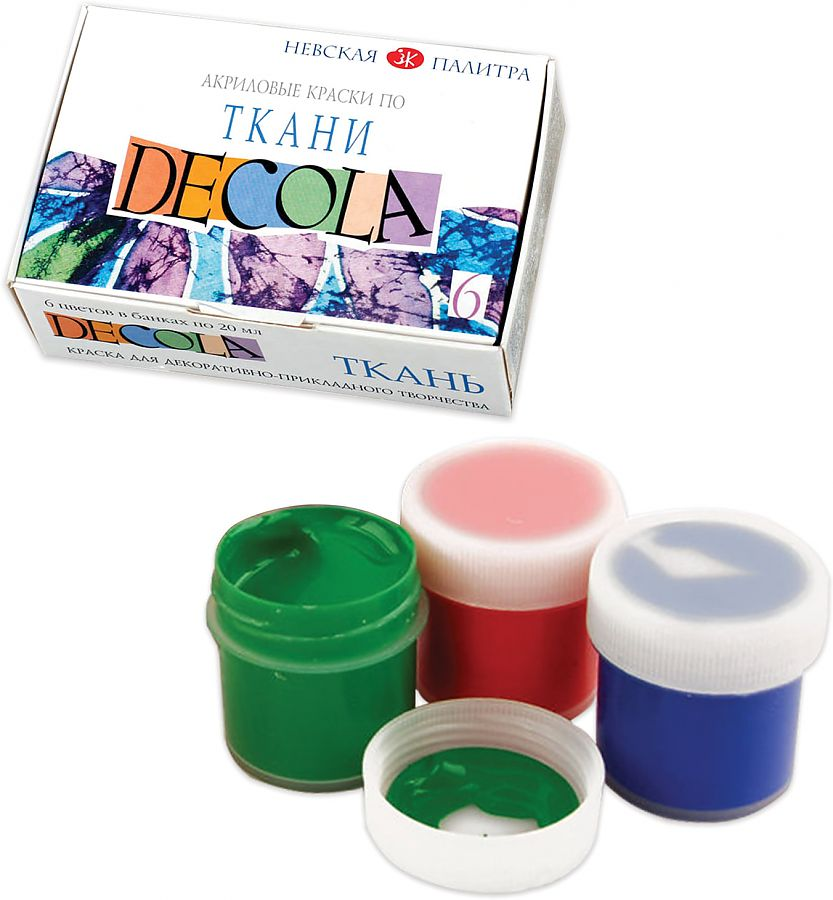 НЕВСКАЯ ЗК ПАЛИТРА
АКРИЛОВЫЕ КРАСКИ ПО
ТКАНИ
DECOLA
6
6 цветов в банках по 20 мл
DECOLA
ТКАНЬ
КРАСКА ДЛЯ ДЕКОРАТИВНО-ПРИКЛАДНОГО ТВОРЧЕСТВА